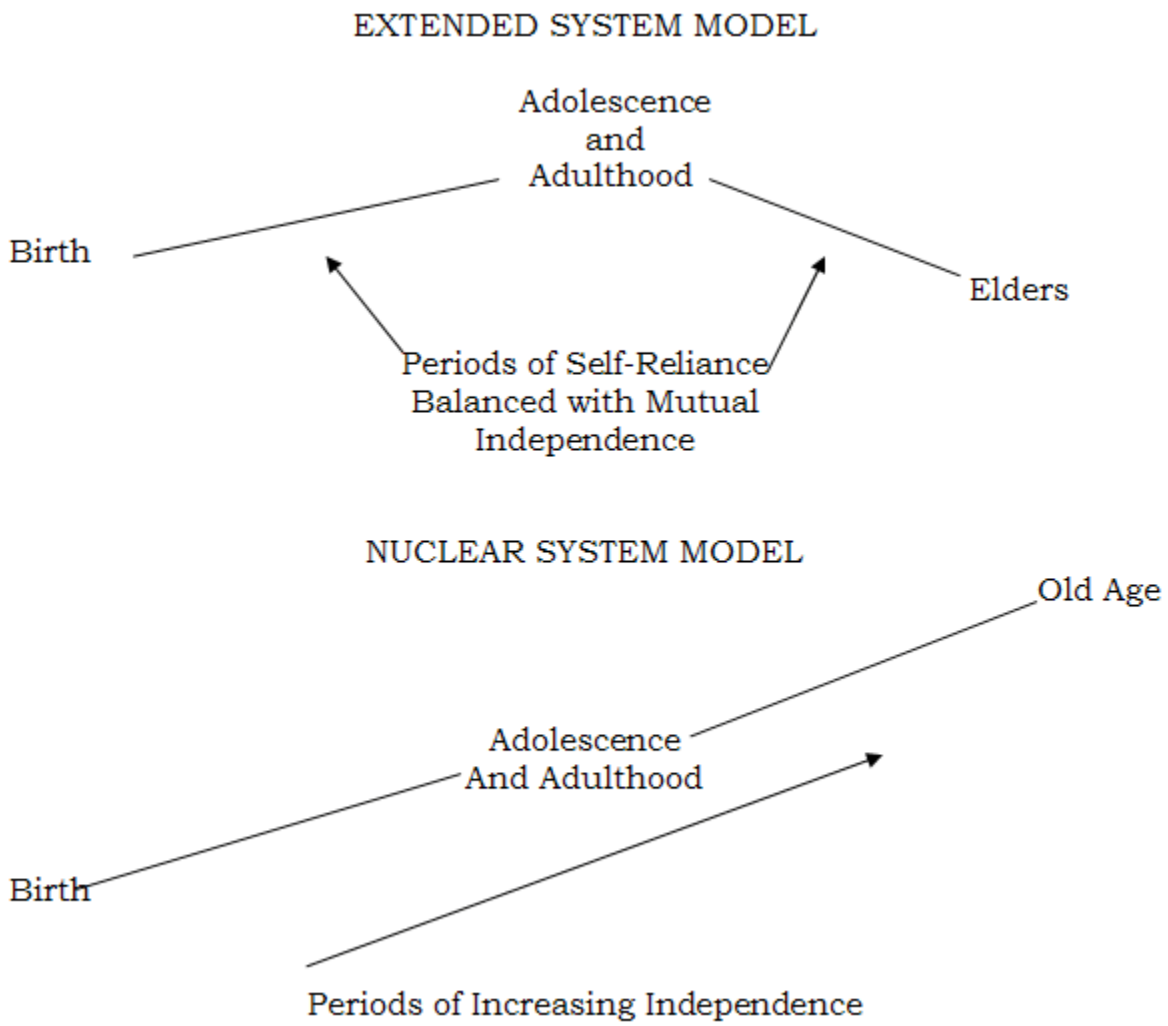 EXTENDED SYSTEM MODEL
Adolescence
and
Adulthood
Birth
Elders
Periods of Self-Reliance
Balanced with Mutual
Independence
NUCLEAR SYSTEM MODEL
Old Age
Adolescence
And Adulthood
Birth
Periods of Increasing Independence